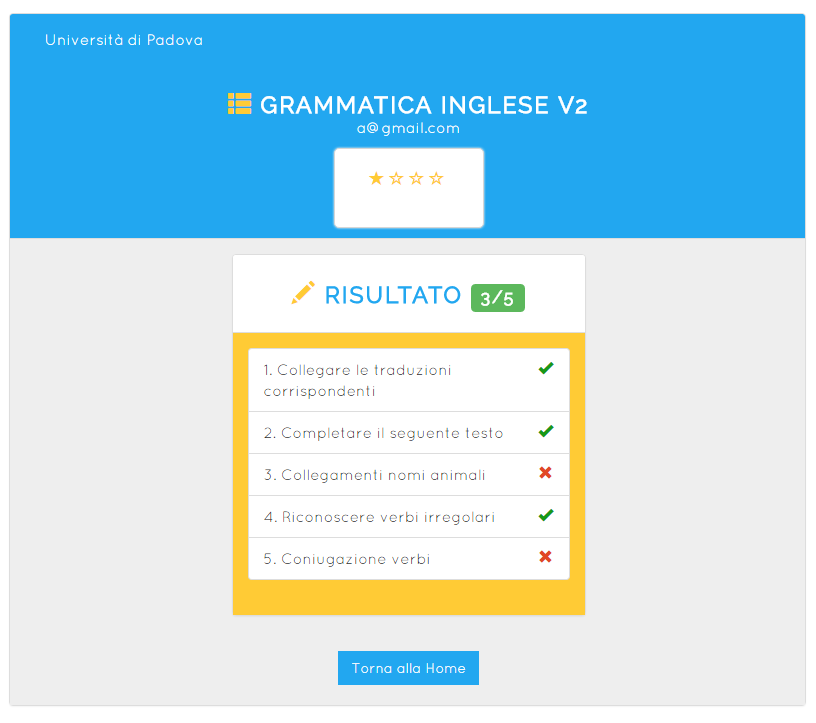 Università di Padova
GRAMMATICA INGLESE V2
a@gmail.com
RISULTATO 3/5
1. Collegare le traduzioni
corrispondenti
2. Completare il seguente testo
3. Collegamenti nomi animali
4. Riconoscere verbi irregolari
5. Coniugazione verbi
Torna alla Home